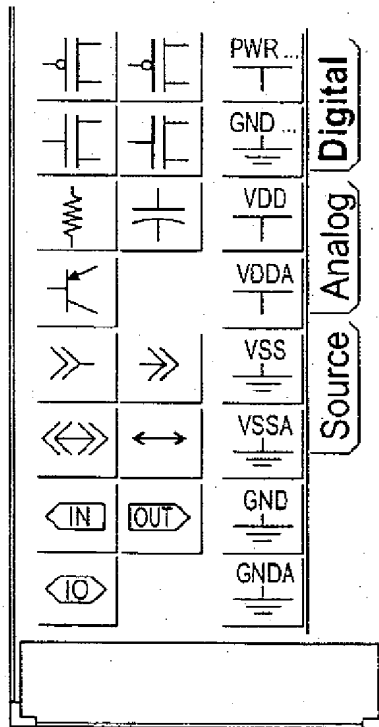 PWR...
GND ...
VDD
VDDA
VSS
VSSA
IN
OUT
GND
IO
GNDA
Digital
Analog
Source